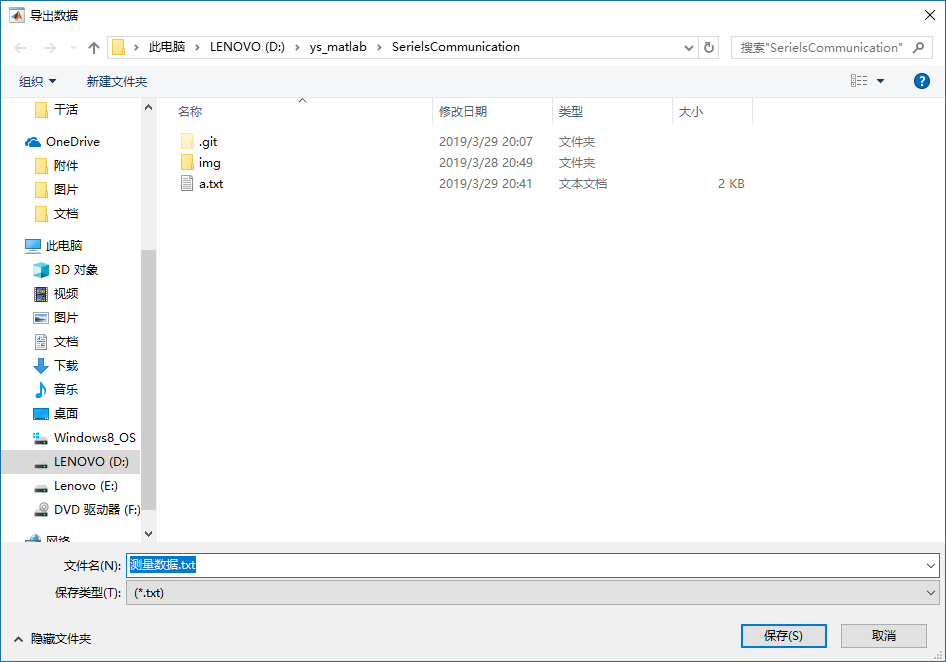 导出数据
此电脑 › LENOVO (D:) › ys_matlab › SerielsCommunication
搜索"SerielsCommunication"
组织 新建文件夹
干活
OneDrive
附件
图片
文档
此电脑
3D 对象
视频
图片
文档
下载
音乐
桌面
Windows8_OS
LENOVO (D:)
Lenovo (E:)
DVD 驱动器 (F:)
网络
名称 修改日期 类型 大小
.git 2019/3/29 20:07 文件夹
img 2019/3/28 20:49 文件夹
a.txt 2019/3/29 20:41 文本文档 2 KB
文件名(N): 测量数据.txt
保存类型(T): (*.txt)
隐藏文件夹 保存(S) 取消